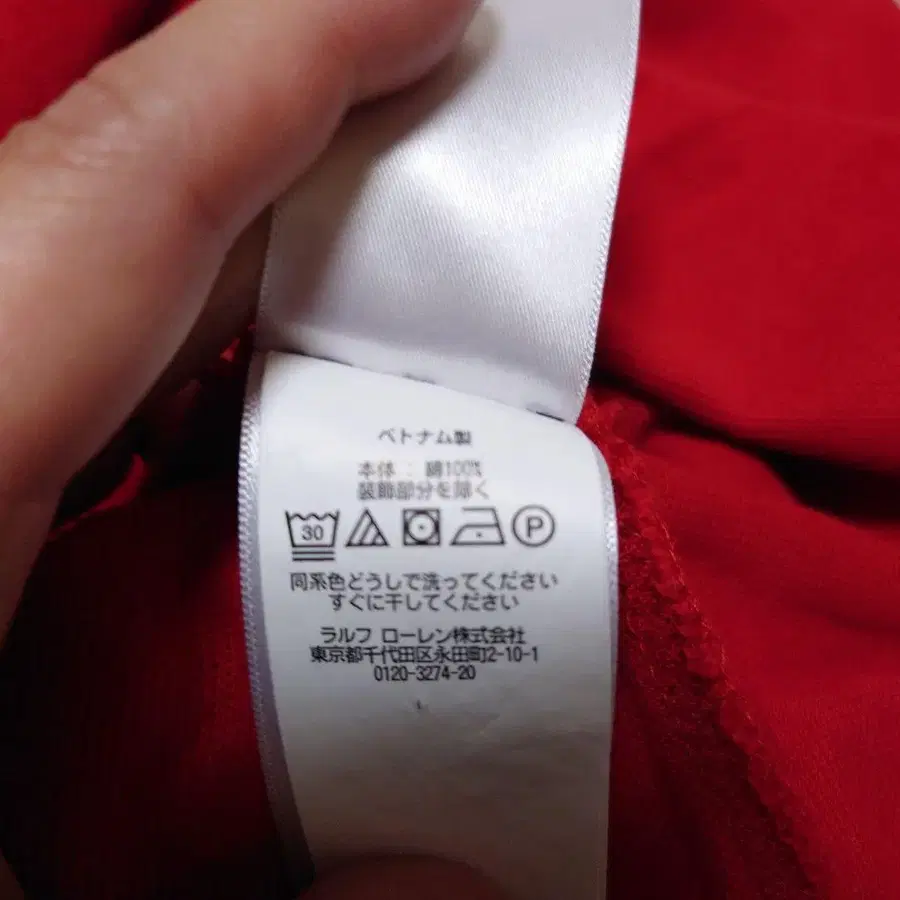 ベトナム製
本体 : 綿100%
装飾部分を除く
30 P
同系色どうしで洗ってください
すぐに干してください
ラルフ ローレン株式会社
東京都千代田区永田町2-10-1
0120-3274-20